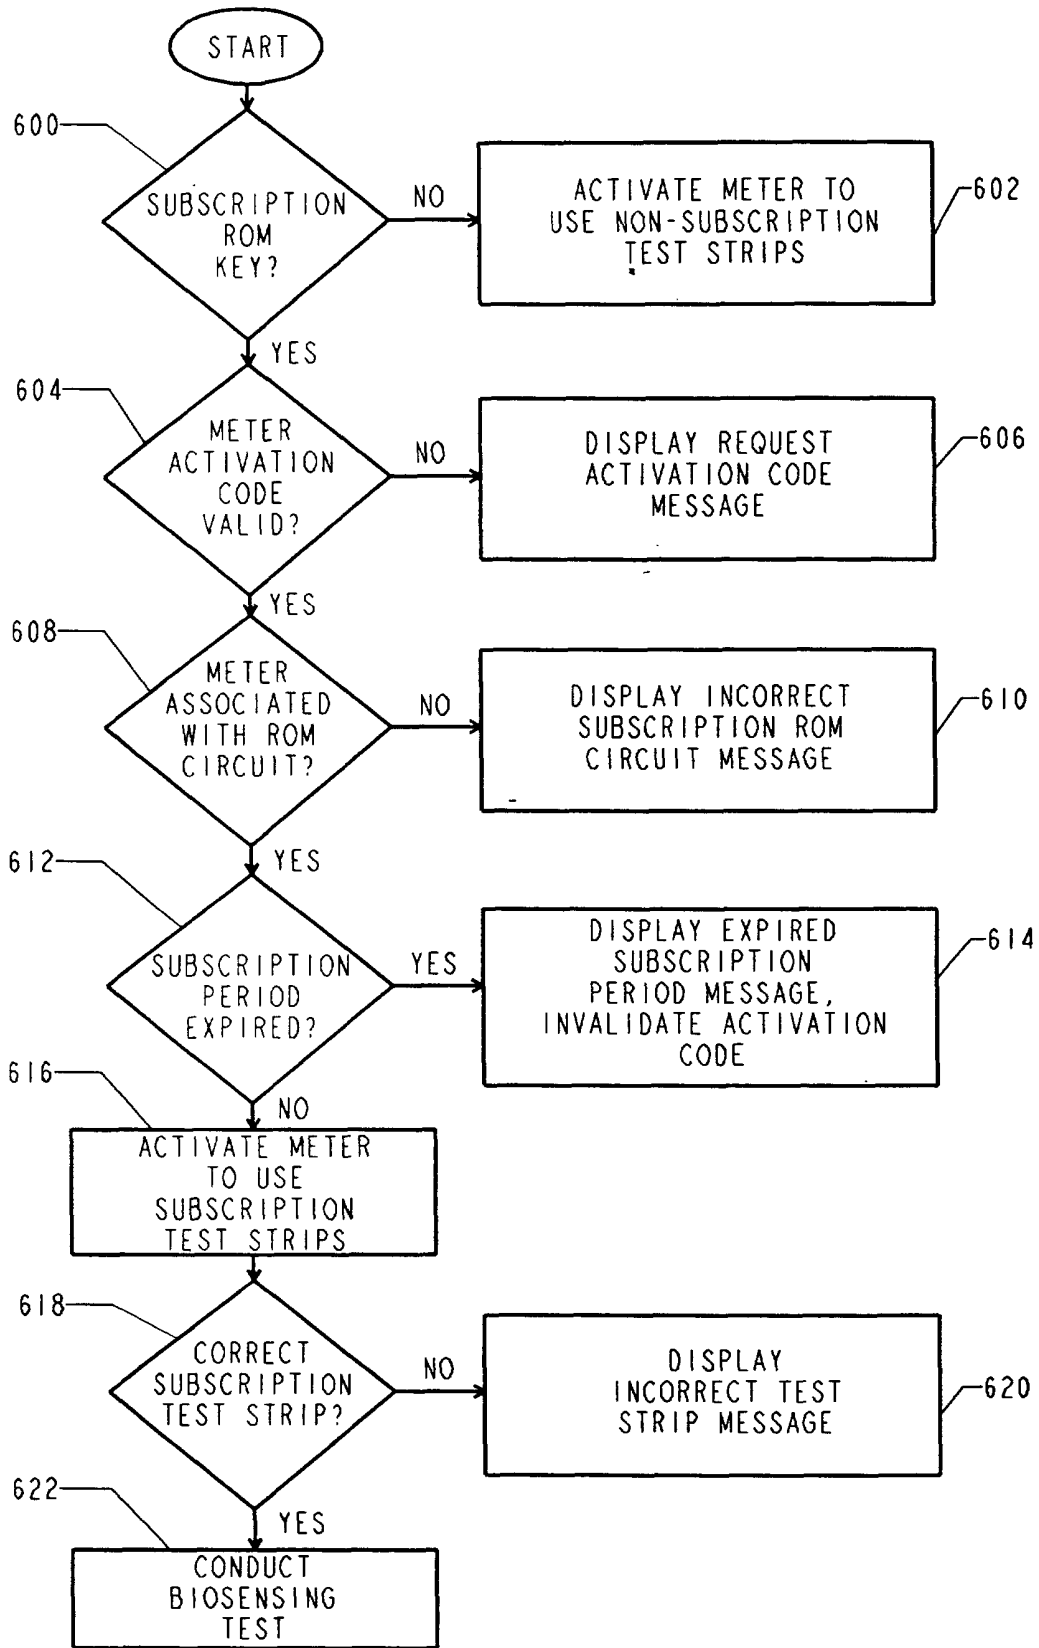 START
600
SUBSCRIPTION
ROM
KEY?
NO
ACTIVATE METER TO
USE NON-SUBSCRIPTION
TEST STRIPS
602
YES
604
METER
ACTIVATION
CODE
VALID?
NO
DISPLAY REQUEST
ACTIVATION CODE
MESSAGE
606
YES
608
METER
ASSOCIATED
WITH ROM
CIRCUIT?
NO
DISPLAY INCORRECT
SUBSCRIPTION ROM
CIRCUIT MESSAGE
610
YES
612
SUBSCRIPTION
PERIOD
EXPIRED?
YES
DISPLAY EXPIRED
SUBSCRIPTION
PERIOD MESSAGE,
INVALIDATE ACTIVATION
CODE
614
NO
616
ACTIVATE METER
TO USE
SUBSCRIPTION
TEST STRIPS
618
CORRECT
SUBSCRIPTION
TEST STRIP?
NO
DISPLAY
INCORRECT TEST
STRIP MESSAGE
620
YES
622
CONDUCT
BIOSENSING
TEST